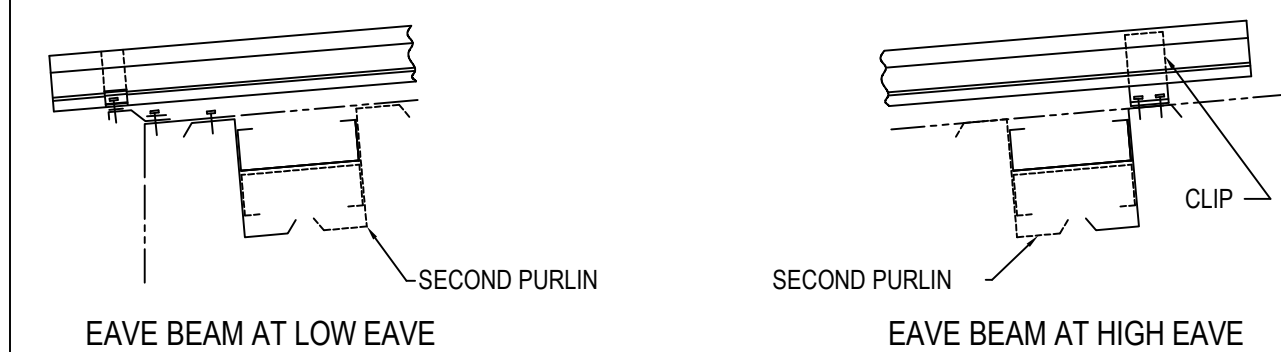 SECOND PURLIN
EAVE BEAM AT LOW EAVE
CLIP
SECOND PURLIN
EAVE BEAM AT HIGH EAVE